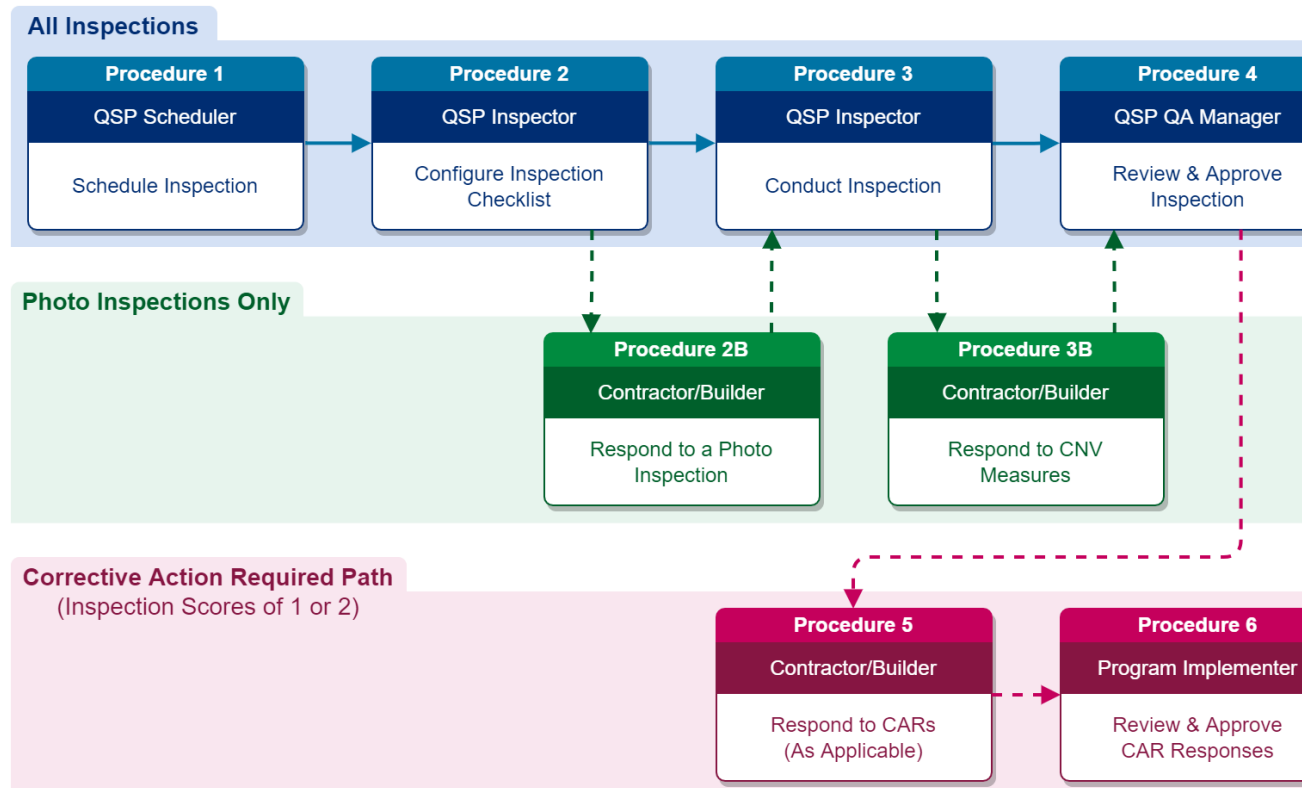 All Inspections
Procedure 1
QSP Scheduler
Schedule Inspection
Procedure 2
QSP Inspector
Configure Inspection
Checklist
Procedure 3
QSP Inspector
Conduct Inspection
Procedure 4
QSP QA Manager
Review & Approve
Inspection
Photo Inspections Only
Procedure 2B
Contractor/Builder
Respond to a Photo
Inspection
Procedure 3B
Contractor/Builder
Respond to CNV
Measures
Corrective Action Required Path
(Inspection Scores of 1 or 2)
Procedure 5
Contractor/Builder
Respond to CARs
(As Applicable)
Procedure 6
Program Implementer
Review & Approve
CAR Responses